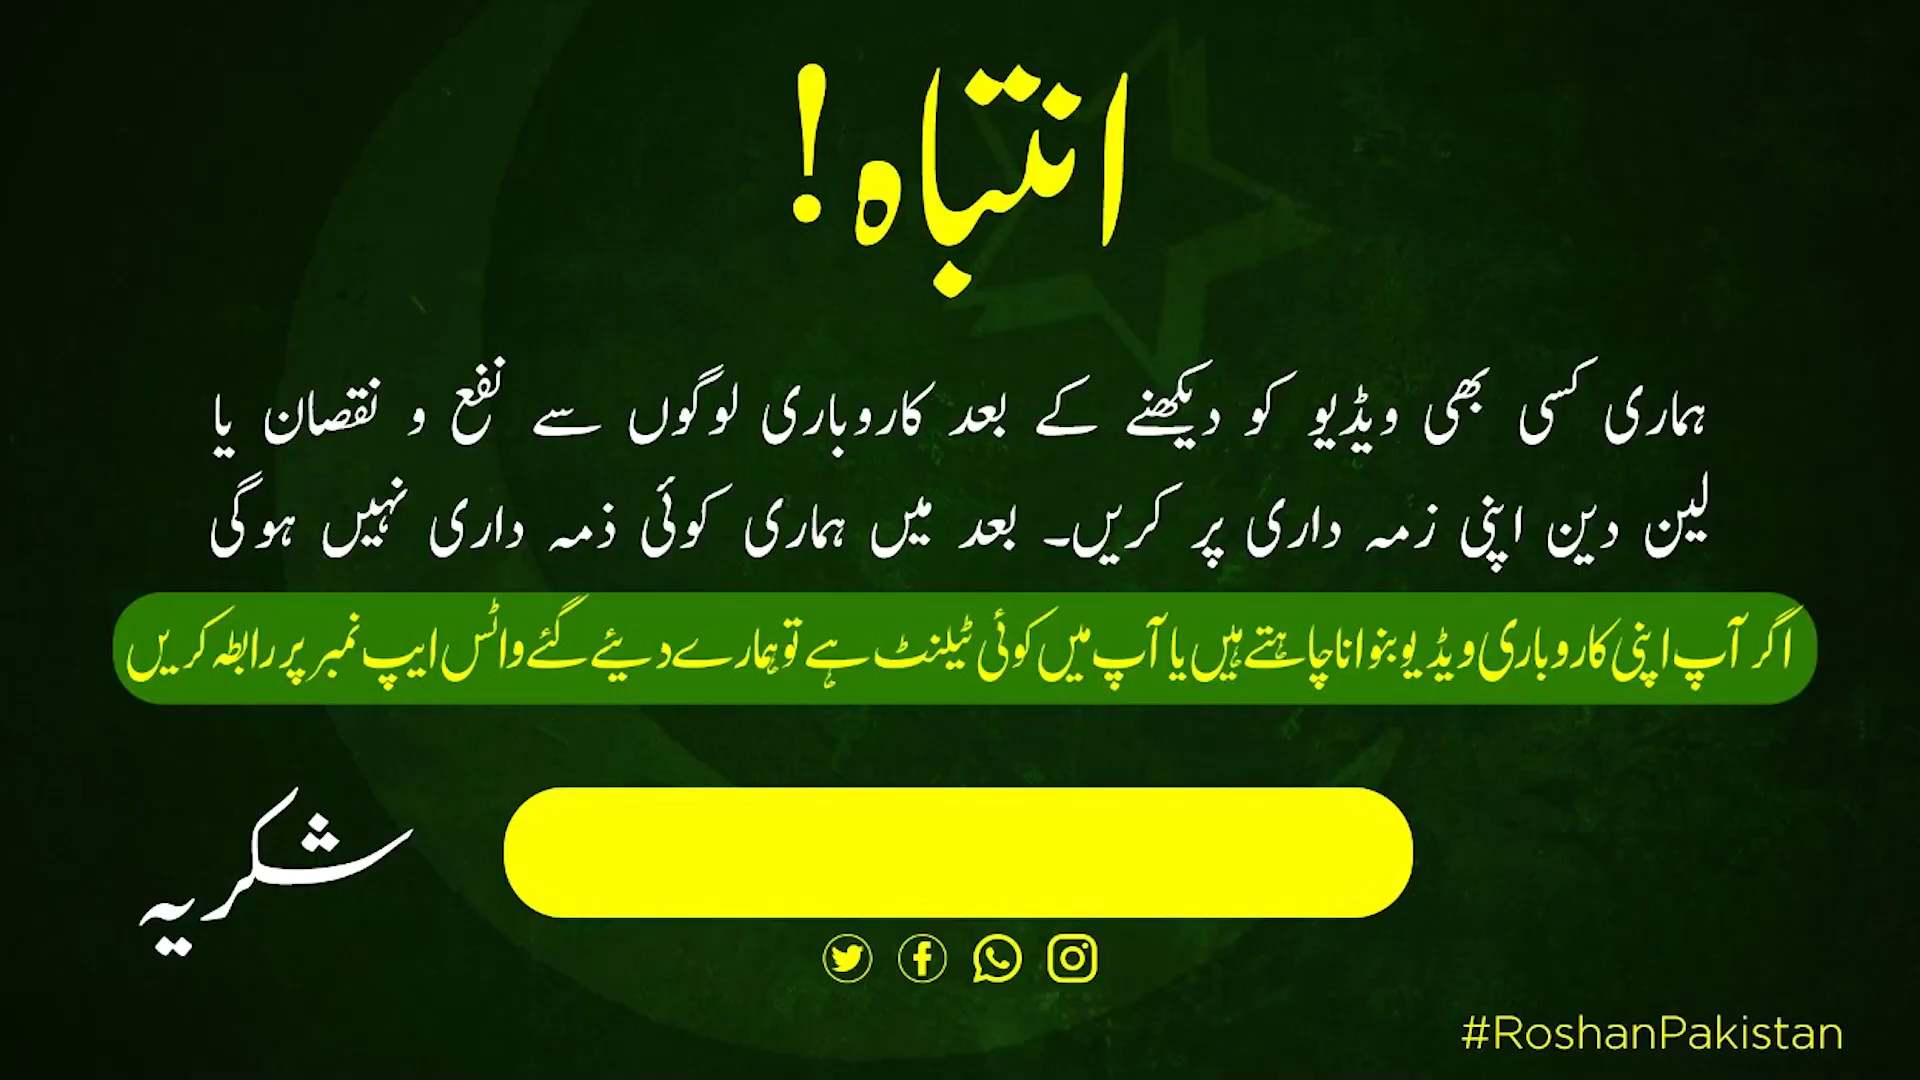 انتباہ!
ہماری کسی بھی ویڈیو کو دیکھنے کے بعد کاروباری لوگوں سے نفع و نقصان یا
لین دین اپنی زمہ داری پر کریں۔ بعد میں ہماری کوئی ذمہ داری نہیں ہوگی
اگر آپ اپنی کاروباری ویڈیو بنوانا چاہتے ہیں یا آپ میں کوئی ٹیلنٹ ہے تو ہمارے دیئے گئے واٹس ایپ نمبر پر رابطہ کریں
شکریہ
#RoshanPakistan